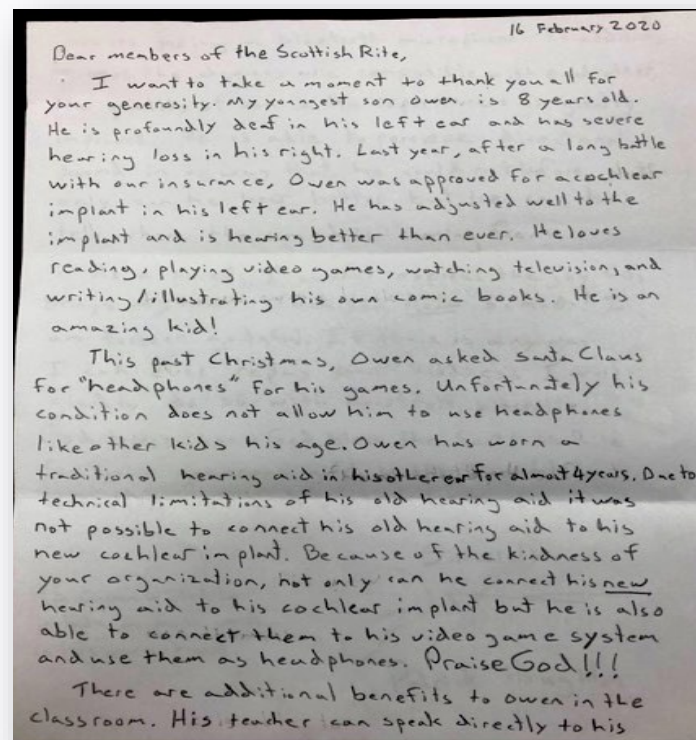 16 February 2020
Dear members of the Scottish Rite,
I want to take a moment to thank you all for
your generosity. My youngest son Owen is 8 years old.
He is profoundly deaf in his left ear and has severe
hearing loss in his right. Last year, after a long battle
with our insurance, Owen was approved for a cochlear
implant in his left ear. He has adjusted well to the
implant and is hearing better than ever. He loves
reading, playing video games, watching television, and
writing/illustrating his own comic books. He is an
amazing kid!
This past Christmas, Owen asked Santa Claus
for "headphones" for his games. Unfortunately his
condition does not allow him to use headphones
like other kids his age. Owen has worn a
traditional hearing aid in his other ear for almost 4 years. Due to
technical limitations of his old hearing aid it was
not possible to connect his old hearing aid to his
new cochlear implant. Because of the kindness of
your organization, not only can he connect his new
hearing aid to his cochlear implant but he is also
able to connect them to his video game system
and use them as headphones. Praise God!!!
There are additional benefits to Owen in the
classroom. His teacher can speak directly to his